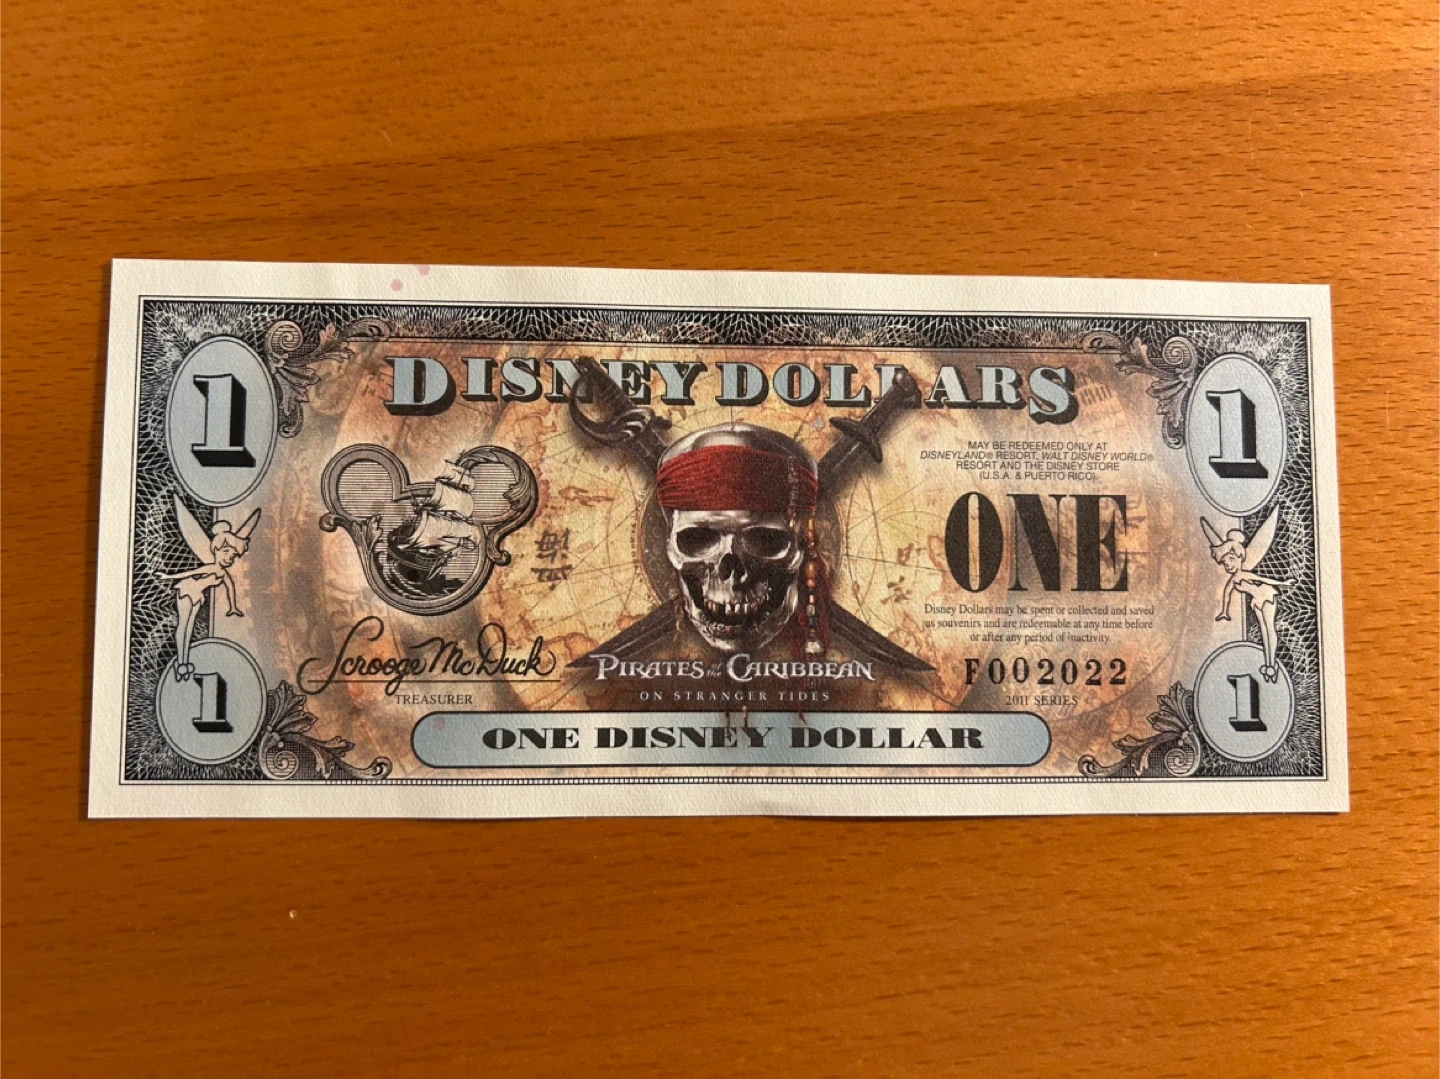 1
DISNEY DOLLARS
1
MAY BE REDEEMED ONLY AT
DISNEYLAND® RESORT, WALT DISNEY WORLD®
RESORT AND THE DISNEY STORE
(U.S.A. & PUERTO RICO).
ONE
Disney Dollars may be spent or collected and saved
as souvenirs and are redeemable at any time before
or after any period of inactivity.
Scrooge McDuck
TREASURER
PIRATES of the CARIBBEAN
ON STRANGER TIDES
F002022
2011 SERIES
1
ONE DISNEY DOLLAR
1